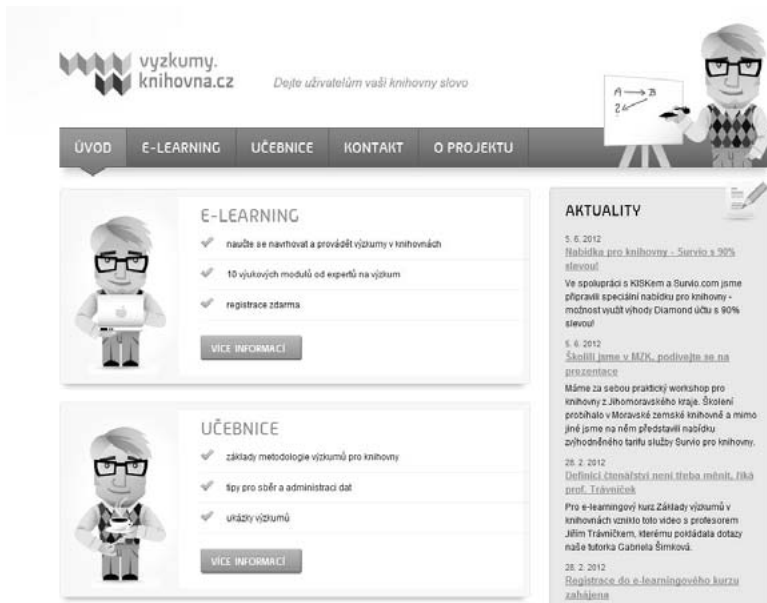 vyzkumy.
knihovna.cz
Dejte uživatelům vaší knihovny slovo
A → B
2
ÚVOD
E-LEARNING
UČEBNICE
KONTAKT
O PROJEKTU
E-LEARNING
naučte se navrhovat a provádět výzkumy v knihovnách
10 výukových modulů od expertů na výzkum
registrace zdarma
VÍCE INFORMACÍ
UČEBNICE
základy metodologie výzkumů pro knihovny
tipy pro sběr a administraci dat
ukázky výzkumů
VÍCE INFORMACÍ
AKTUALITY
5. 6. 2012
Nabídka pro knihovny - Survio s 90%
slevou!
Ve spolupráci s KISKem a Survio.com jsme
připravili speciální nabídku pro knihovny -
možnost využít výhody Diamond účtu s 90%
slevou!
5. 6. 2012
Školili jsme v MZK, podívejte se na
prezentace
Máme za sebou praktický workshop pro
knihovny z Jihomoravského kraje. Školení
probíhalo v Moravské zemské knihovně a mimo
jiné jsme na něm představili nabídku
zvýhodněného tarifu služby Survio pro knihovny.
28. 2. 2012
Definici čtenářství není třeba měnit, říká
prof. Trávníček
Pro e-learningový kurz Základy výzkumů v
knihovnách vzniklo toto video s profesorem
Jiřím Trávníčkem, kterému pokládala dotazy
naše tutorka Gabriela Šimková.
28. 2. 2012
Registrace do e-learningového kurzu
zahájena